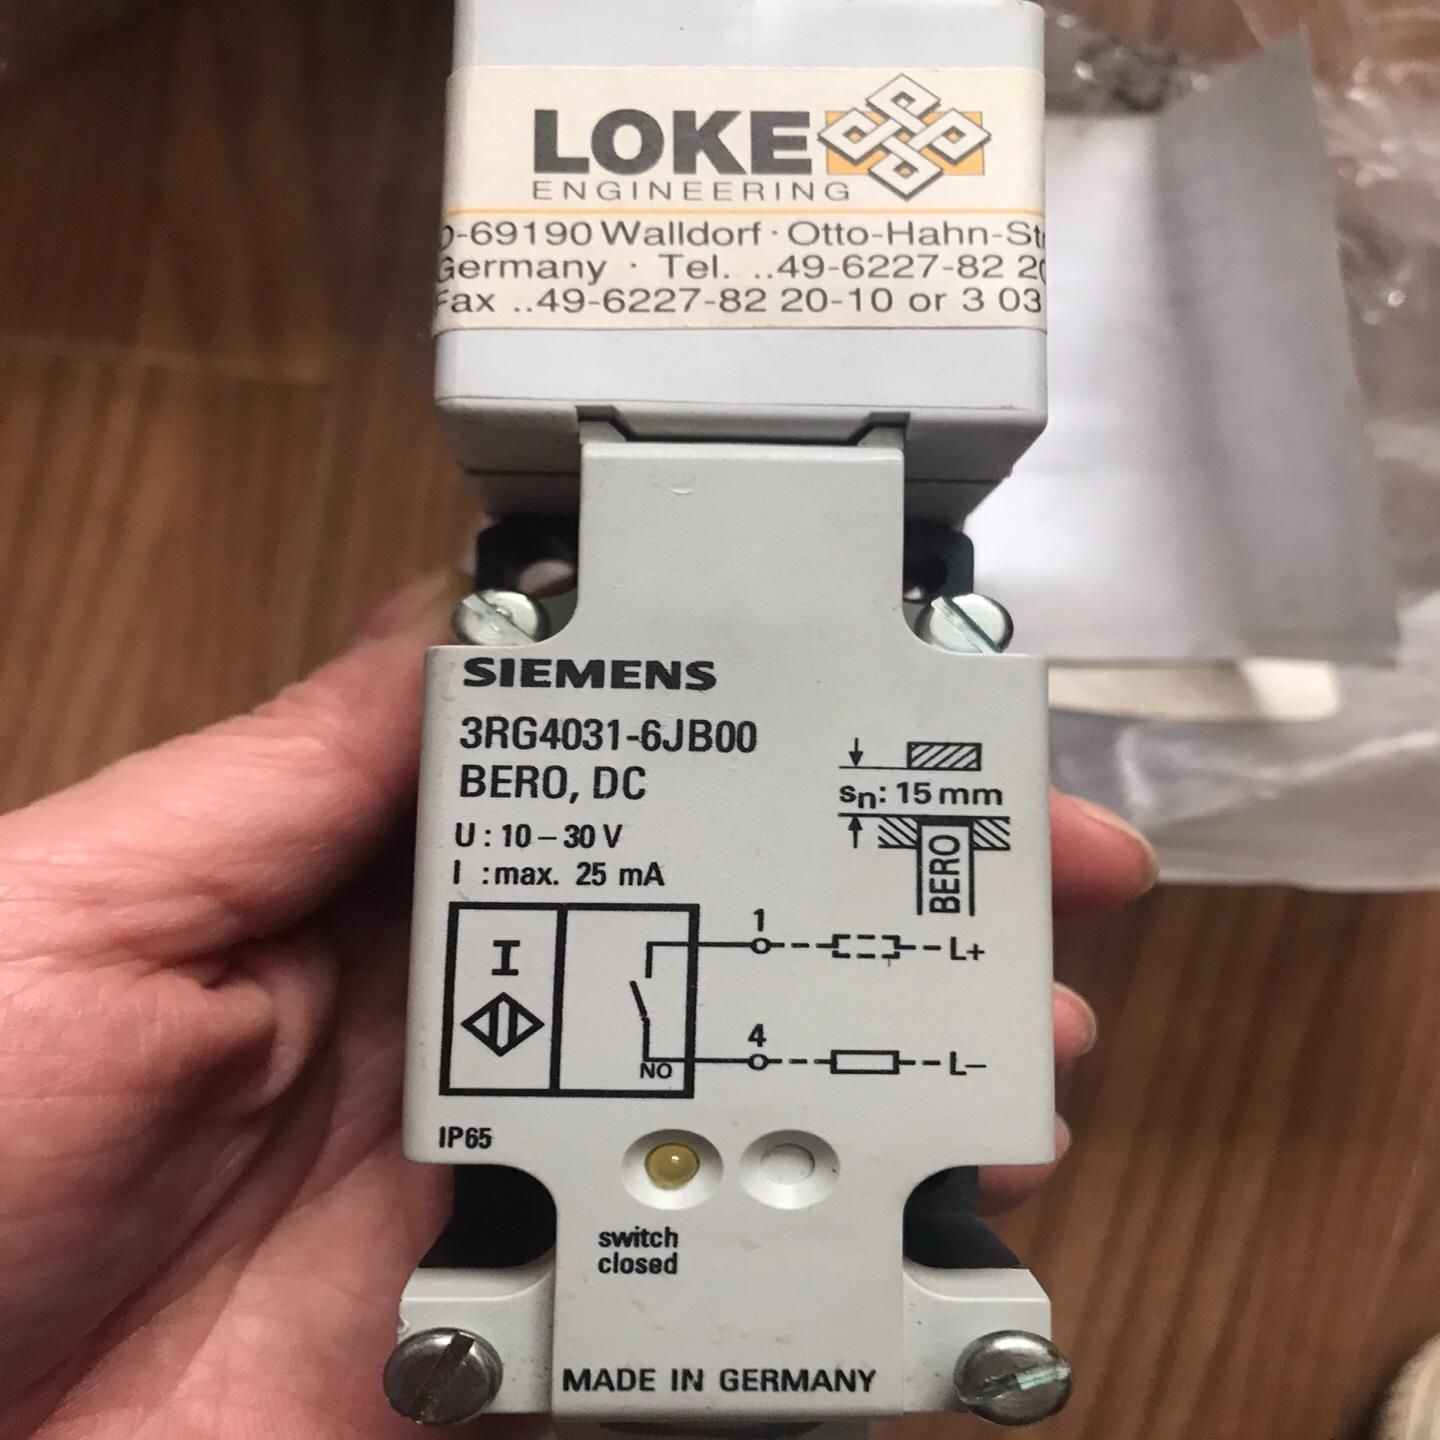 LOKE
ENGINEERING
D-69190 Walldorf · Otto-Hahn-Str
Germany · Tel. ..49-6227-82 20
Fax ..49-6227-82 20-10 or 3 03
SIEMENS
3RG4031-6JB00
BERO, DC
U : 10 – 30 V
I : max. 25 mA
sn: 15 mm
BERO
I
1
L+
4
L–
NO
IP65
switch
closed
MADE IN GERMANY